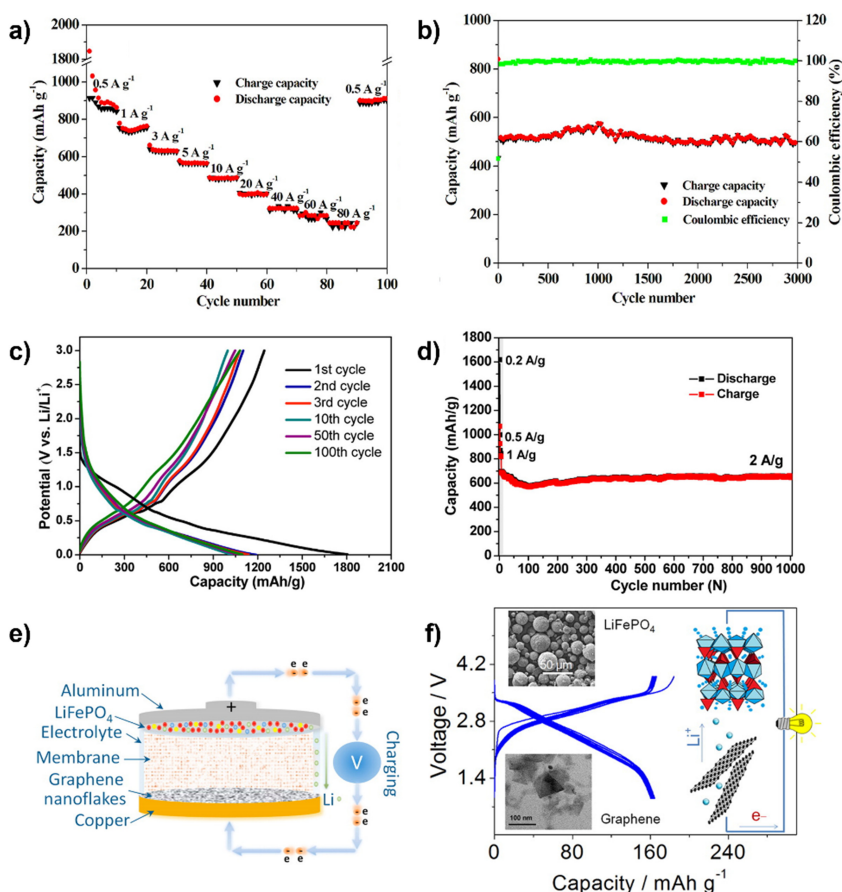 a)
2000
1800
1000
800
600
400
200
0
Capacity (mAh g⁻¹)
0.5 A g⁻¹
Charge capacity
Discharge capacity
0.5 A g⁻¹
1 A g⁻¹
3 A g⁻¹
5 A g⁻¹
10 A g⁻¹
20 A g⁻¹
40 A g⁻¹
60 A g⁻¹
80 A g⁻¹
0 20 40 60 80 100
Cycle number
b)
1000
800
600
400
200
0
Capacity (mAh g⁻¹)
120
100
80
60
40
20
0
Coulombic efficiency (%)
Charge capacity
Discharge capacity
Coulombic efficiency
0 500 1000 1500 2000 2500 3000
Cycle number
c)
3.0
2.5
2.0
1.5
1.0
0.5
0.0
Potential (V vs. Li/Li⁺)
1st cycle
2nd cycle
3rd cycle
10th cycle
50th cycle
100th cycle
0 300 600 900 1200 1500 1800 2100
Capacity (mAh/g)
d)
1800
1600
1400
1200
1000
800
600
400
200
0
Capacity (mAh/g)
0.2 A/g
Discharge
Charge
0.5 A/g
1 A/g
2 A/g
0 100 200 300 400 500 600 700 800 900 1000
Cycle number (N)
e)
e e
Aluminum
LiFePO₄
Electrolyte
Membrane
Graphene
nanoflakes
Copper
+
e
e
V
Charging
Li
e
e
e e
f)
4.2
2.8
1.4
0
Voltage / V
LiFePO₄
50 µm
Li⁺
100 nm
Graphene
e-
0 80 160 240
Capacity / mAh g⁻¹